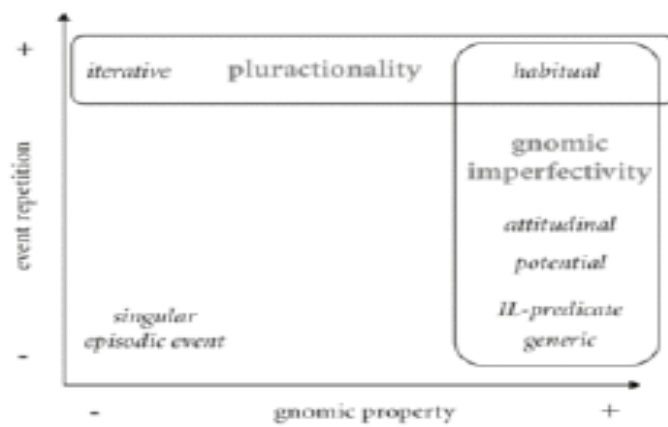 +
iterative pluractionality habitual
gnomic
imperfectivity
event repetition
attitudinal
potential
singular
episodic event
IL-predicate
generic
-
- gnomic property +